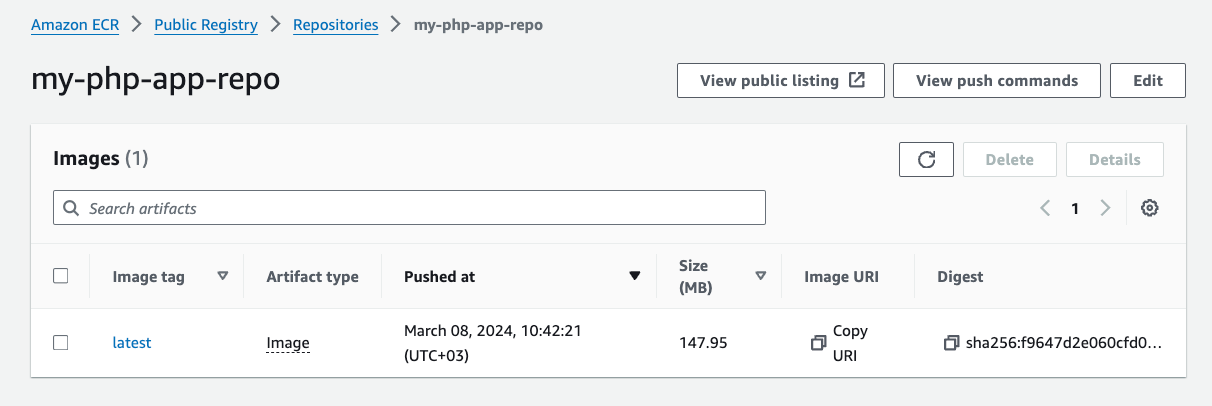 Amazon ECR > Public Registry > Repositories > my-php-app-repo
my-php-app-repo
View public listing
View push commands
Edit
Images (1)
Delete
Details
Search artifacts
1
Image tag
Artifact type
Pushed at
Size
(MB)
Image URI
Digest
latest
Image
March 08, 2024, 10:42:21
(UTC+03)
147.95
Copy
URI
sha256:f9647d2e060cfd0...